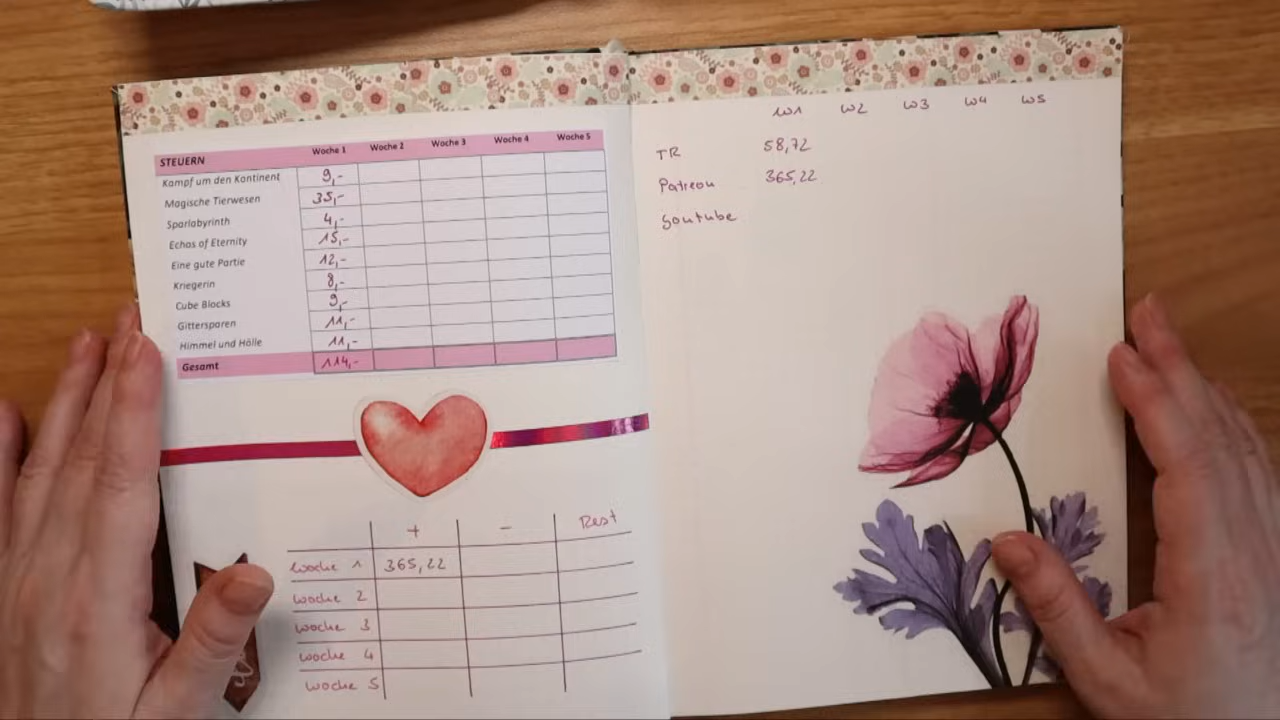 STEUERN Woche 1 Woche 2 Woche 3 Woche 4 Woche 5
Kampf um den Kontinent 9,-
Magische Tierwesen 35,-
Sparlabyrinth 4,-
Echos of Eternity 15,-
Eine gute Partie 12,-
Kriegerin 8,-
Cube Blocks 9,-
Gittersparen 11,-
Himmel und Hölle 11,-
Gesamt 114,-
+ - Rest
Woche 1 365,22
Woche 2
Woche 3
Woche 4
Woche 5
W1 W2 W3 W4 W5
TR 58,72
Patreon 365,22
Youtube